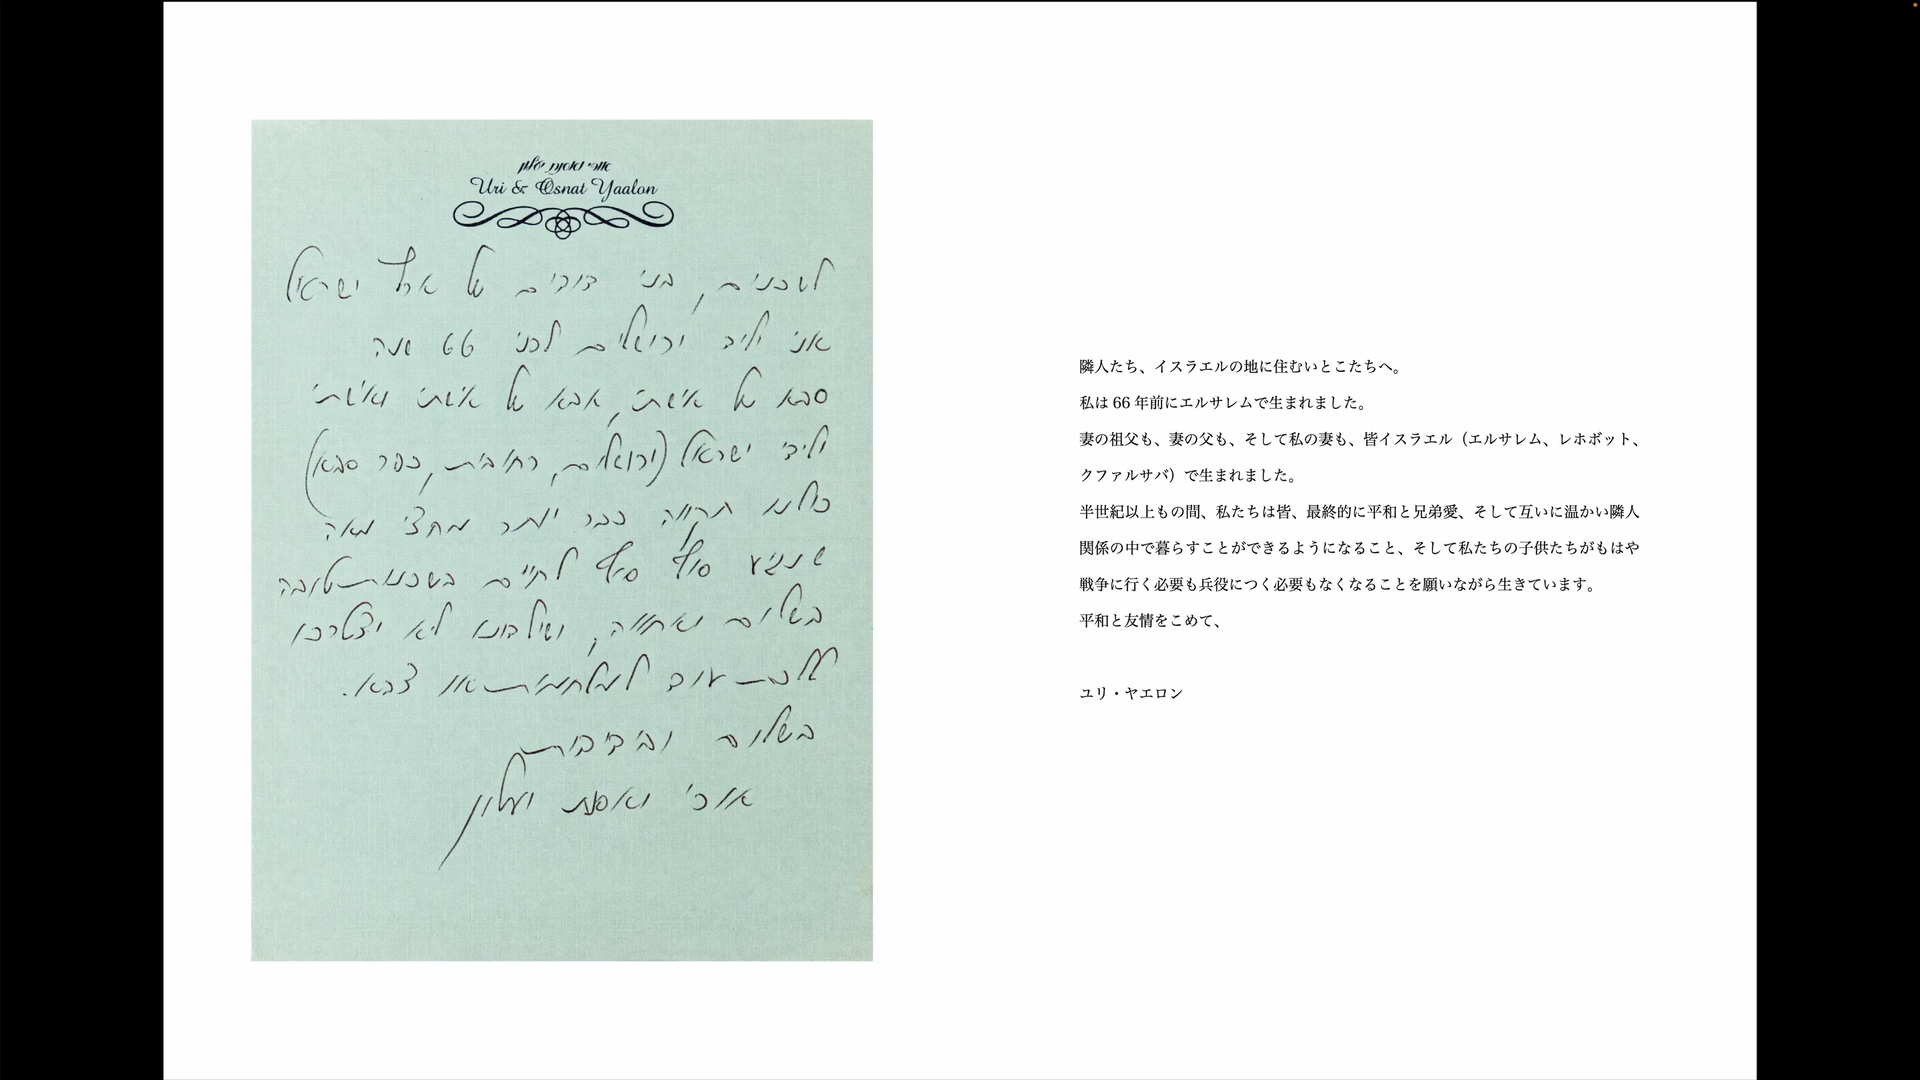 אורי ואסנת יעלון
Uri & Osnat Yaalon
לשכנים, בני דודים של ארץ ישראל
אני יליד ירושלים לפני 66 שנה
סבא של אישתי, אבא של אישתי ואישתי
ילידי ישראל (ירושלים, רחובות, כפר סבא)
כולנו תקווה כבר יותר מחצי מאה
שנגיע סוף סוף לחיים בשכנות טובה
בשלום ואחווה, ושילדנו לא יצטרכו
ללכת עוד למלחמות או צבא.
בשלום ובידידות
אורי ואסנת יעלון
隣人たち、イスラエルの地に住むいとこたちへ。
私は 66 年前にエルサレムで生まれました。
妻の祖父も、妻の父も、そして私の妻も、皆イスラエル（エルサレム、レホボット、
クファルサバ）で生まれました。
半世紀以上もの間、私たちは皆、最終的に平和と兄弟愛、そして互いに温かい隣人
関係の中で暮らすことができるようになること、そして私たちの子供たちがもはや
戦争に行く必要も兵役につく必要もなくなることを願いながら生きています。
平和と友情をこめて、
ユリ・ヤエロン